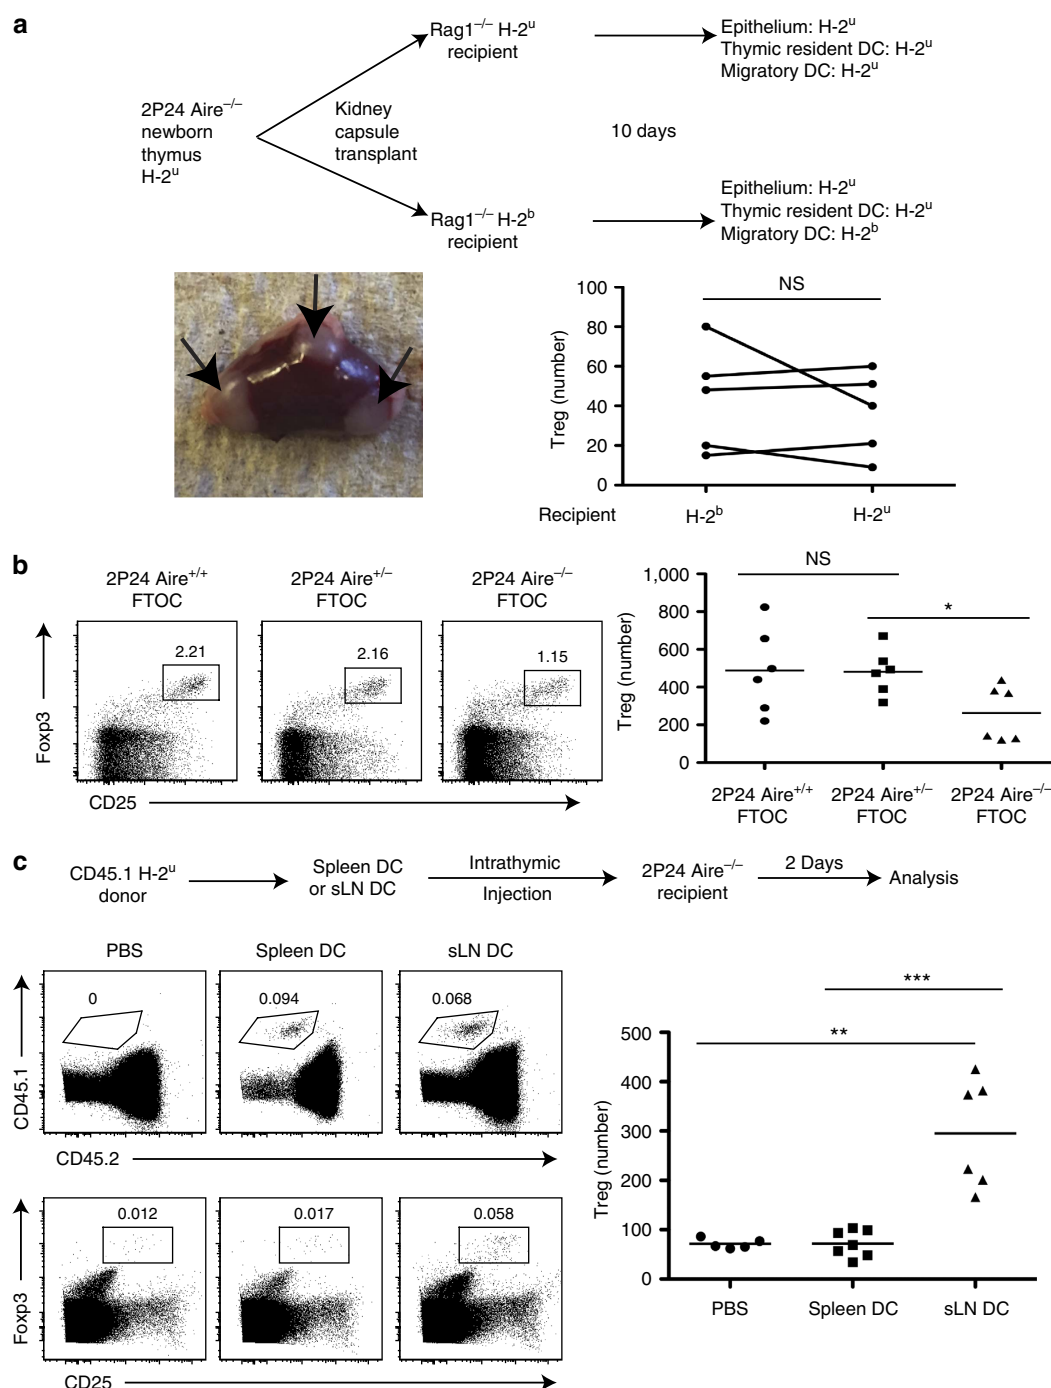 a
Rag1–/– H-2u
recipient
Epithelium: H-2u
Thymic resident DC: H-2u
Migratory DC: H-2u
2P24 Aire–/–
newborn
thymus
H-2u
Kidney
capsule
transplant
10 days
Rag1–/– H-2b
recipient
Epithelium: H-2u
Thymic resident DC: H-2u
Migratory DC: H-2b
NS
100
80
60
40
20
0
Treg (number)
Recipient
H-2b
H-2u
b
2P24 Aire+/+
FTOC
2P24 Aire+/–
FTOC
2P24 Aire–/–
FTOC
2.21
2.16
1.15
Foxp3
CD25
NS
*
1,000
800
600
400
200
0
Treg (number)
2P24 Aire+/+
FTOC
2P24 Aire+/–
FTOC
2P24 Aire–/–
FTOC
c
CD45.1 H-2u
donor
Spleen DC
or sLN DC
Intrathymic
Injection
2P24 Aire–/–
recipient
2 Days
Analysis
PBS
Spleen DC
sLN DC
0
0.094
0.068
CD45.1
CD45.2
0.012
0.017
0.058
Foxp3
CD25
***
**
500
400
300
200
100
0
Treg (number)
PBS
Spleen DC
sLN DC